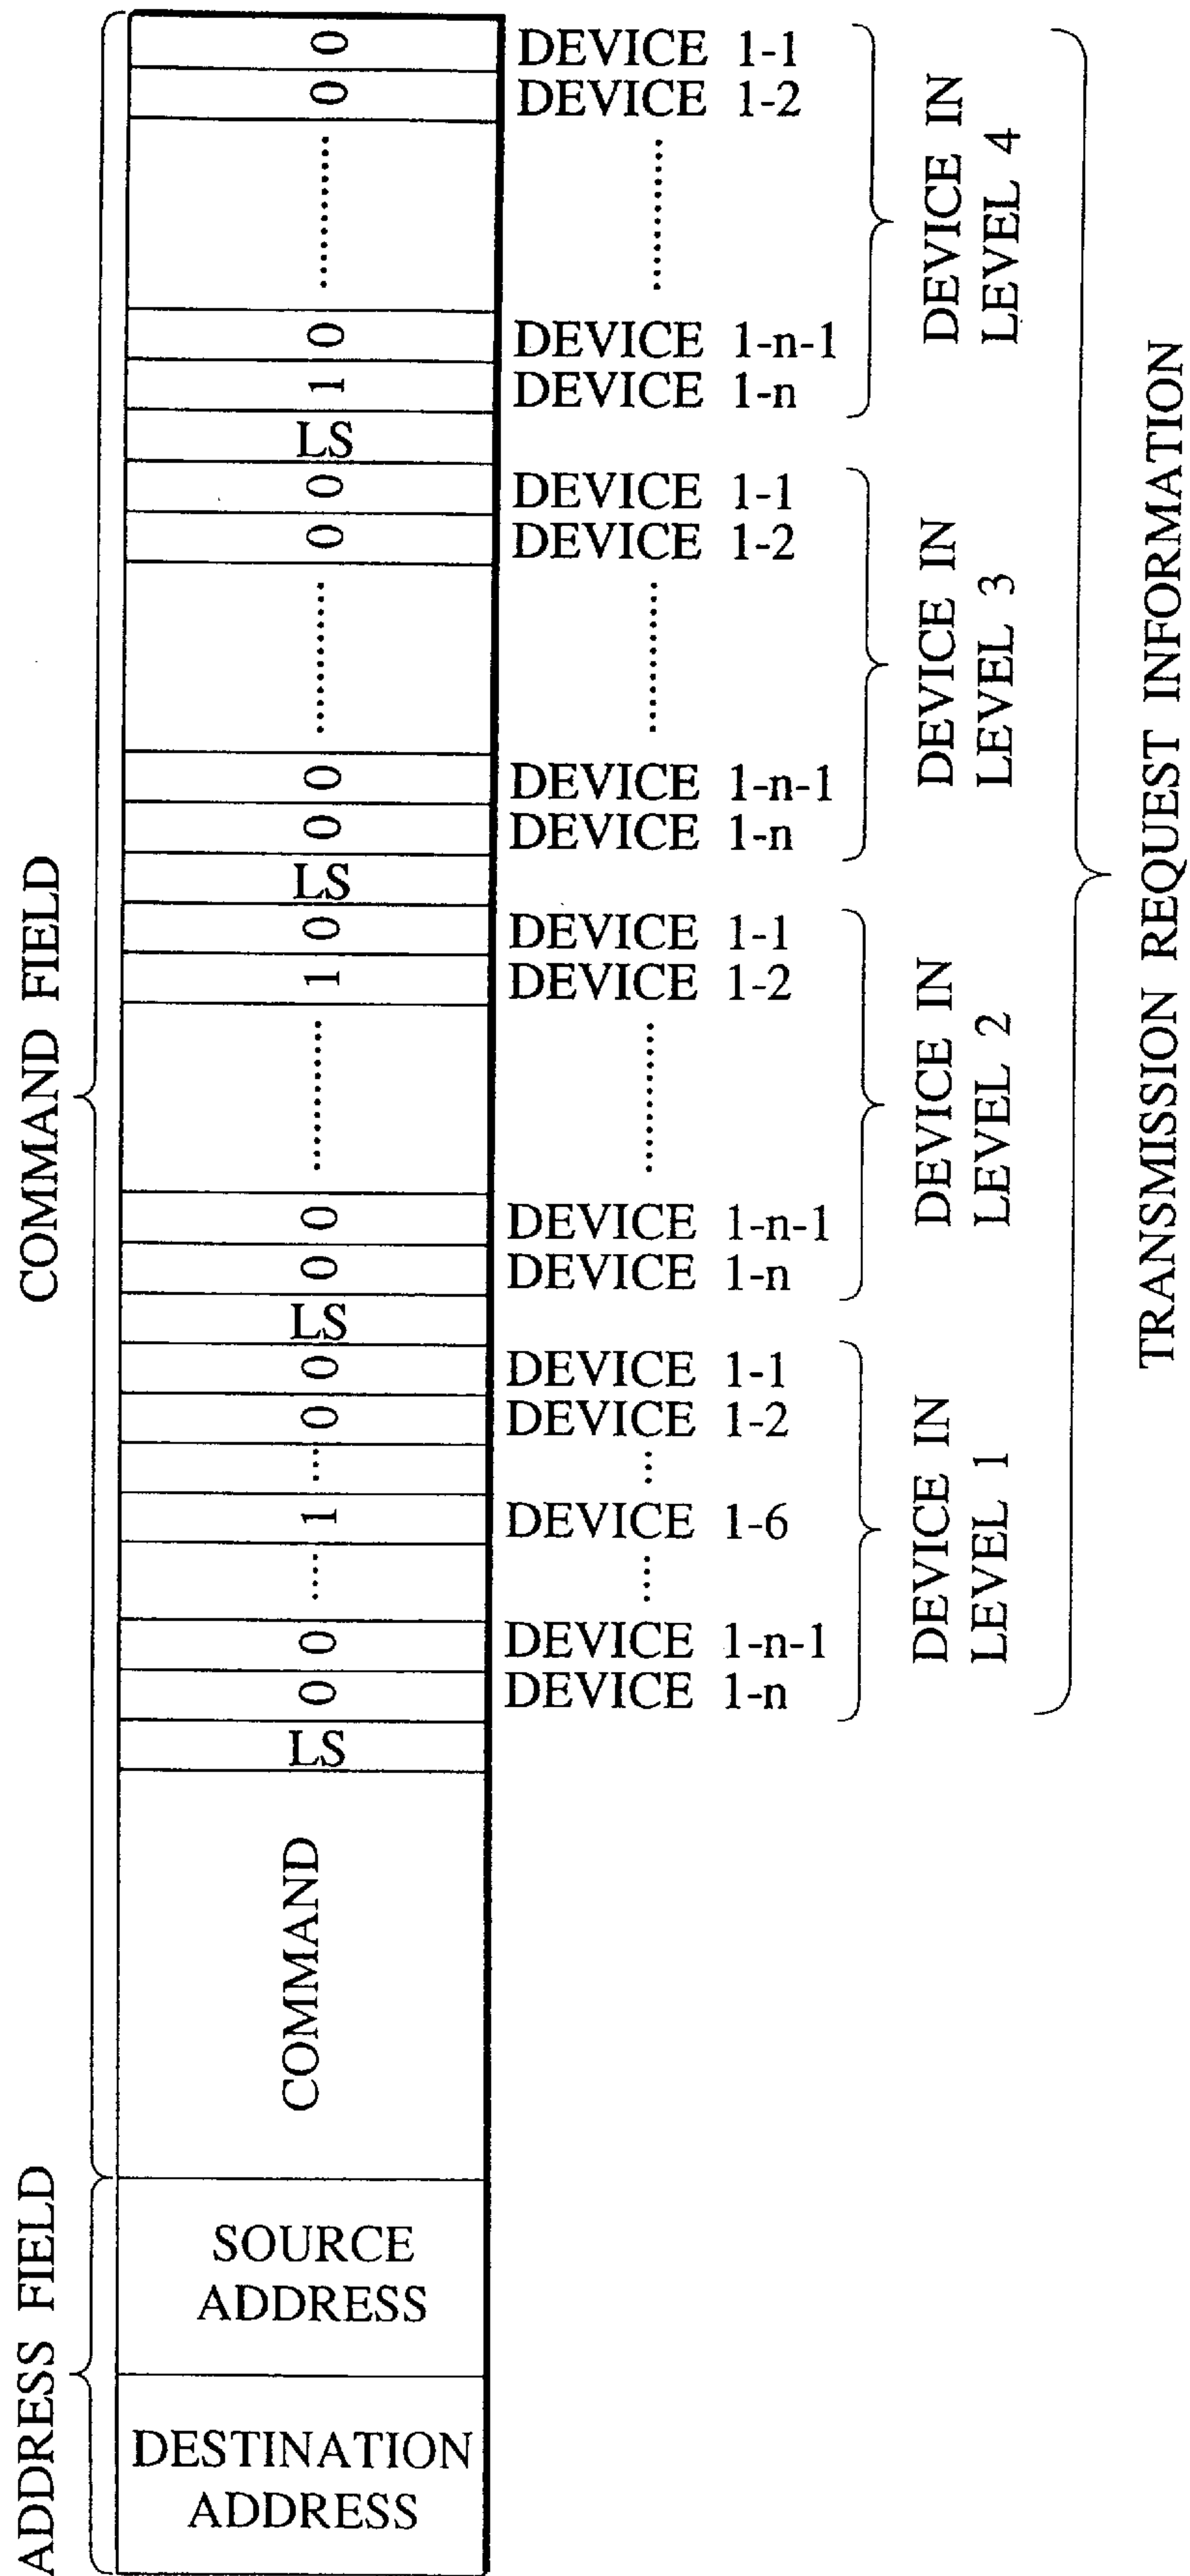 COMMAND FIELD
0 DEVICE 1-1
0 DEVICE 1-2
0 DEVICE 1-n-1
1 DEVICE 1-n
DEVICE IN
LEVEL 4
LS
0 DEVICE 1-1
0 DEVICE 1-2
0 DEVICE 1-n-1
0 DEVICE 1-n
DEVICE IN
LEVEL 3
LS
0 DEVICE 1-1
1 DEVICE 1-2
0 DEVICE 1-n-1
0 DEVICE 1-n
DEVICE IN
LEVEL 2
LS
0 DEVICE 1-1
0 DEVICE 1-2
1 DEVICE 1-6
0 DEVICE 1-n-1
0 DEVICE 1-n
DEVICE IN
LEVEL 1
LS
TRANSMISSION REQUEST INFORMATION
COMMAND
ADDRESS FIELD
SOURCE
ADDRESS
DESTINATION
ADDRESS